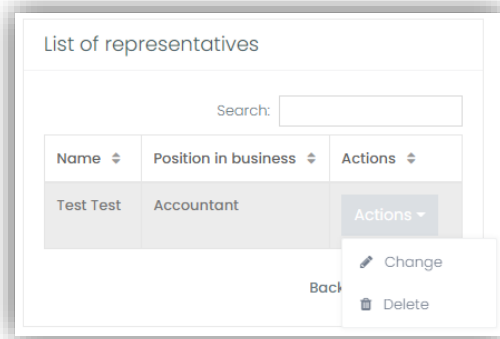 List of representatives
Search:
Name Position in business Actions
Test Test Accountant Actions
Change
Back
Delete